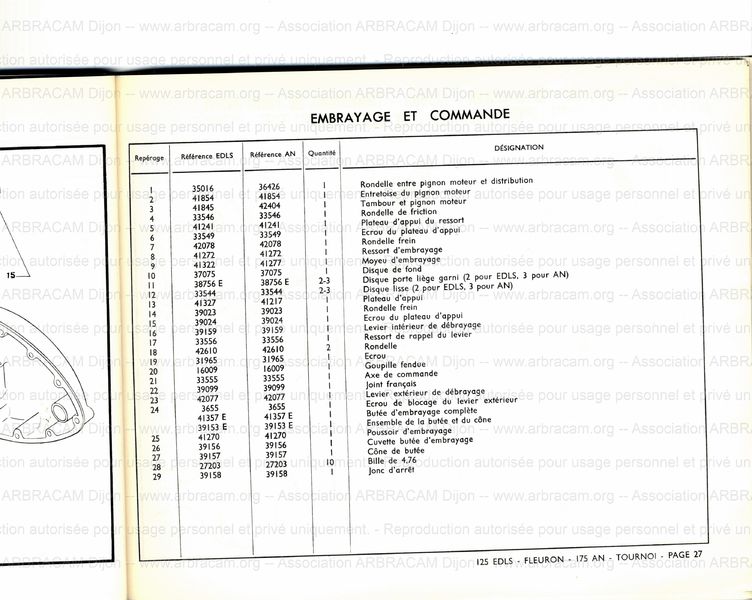 ARBRACAM Dijon -- www.arbracam.org -- Association ARBRACAM Dijon -- www.arbracam.org -- Association
autorisée pour usage personnel et privé uniquement. - Reproduction autorisée pour usage personnel
EMBRAYAGE ET COMMANDE
Repérage Référence EDLS Référence AN Quantité DÉSIGNATION
1 35016 36426 1 Rondelle entre pignon moteur et distribution
2 41854 41854 1 Entretoise du pignon moteur
3 41845 42404 1 Tambour et pignon moteur
4 33546 33546 1 Rondelle de friction
5 41241 41241 1 Plateau d'appui du ressort
6 33549 33549 1 Ecrou du plateau d'appui
7 42078 42078 1 Rondelle frein
8 41272 41272 1 Ressort d'embrayage
9 41322 41277 1 Moyeu d'embrayage
10 37075 37075 1 Disque de fond
11 38756 E 38756 E 2-3 Disque porte liège garni (2 pour EDLS, 3 pour AN)
12 33544 33544 2-3 Disque lisse (2 pour EDLS, 3 pour AN)
13 41327 41217 1 Plateau d'appui
14 39023 39023 1 Rondelle frein
15 39024 39024 1 Ecrou du plateau d'appui
16 39159 39159 1 Levier intérieur de débrayage
17 33556 33556 1 Ressort de rappel du levier
18 42610 42610 2 Rondelle
19 31965 31965 1 Ecrou
20 16009 16009 1 Goupille fendue
21 33555 33555 1 Axe de commande
22 39099 39099 1 Joint français
23 42077 42077 1 Levier extérieur de débrayage
24 3655 3655 1 Ecrou de blocage du levier extérieur
41357 E 41357 E 1 Butée d'embrayage complète
39153 E 39153 E 1 Ensemble de la butée et du cône
25 41270 41270 1 Poussoir d'embrayage
26 39156 39156 1 Cuvette butée d'embrayage
27 39157 39157 1 Cône de butée
28 27203 27203 10 Bille de 4,76
29 39158 39158 1 Jonc d'arrêt
15
125 EDLS - FLEURON - 175 AN - TOURNOI - PAGE 27